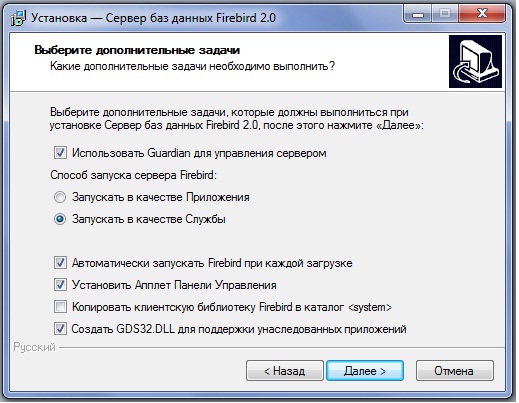 Установка — Сервер баз данных Firebird 2.0
Выберите дополнительные задачи
Какие дополнительные задачи необходимо выполнить?
Выберите дополнительные задачи, которые должны выполниться при
установке Сервер баз данных Firebird 2.0, после этого нажмите «Далее»:
Использовать Guardian для управления сервером
Способ запуска сервера Firebird:
Запускать в качестве Приложения
Запускать в качестве Службы
Автоматически запускать Firebird при каждой загрузке
Установить Апплет Панели Управления
Копировать клиентскую библиотеку Firebird в каталог <system>
Создать GDS32.DLL для поддержки унаследованных приложений
Русский
< Назад
Далее >
Отмена